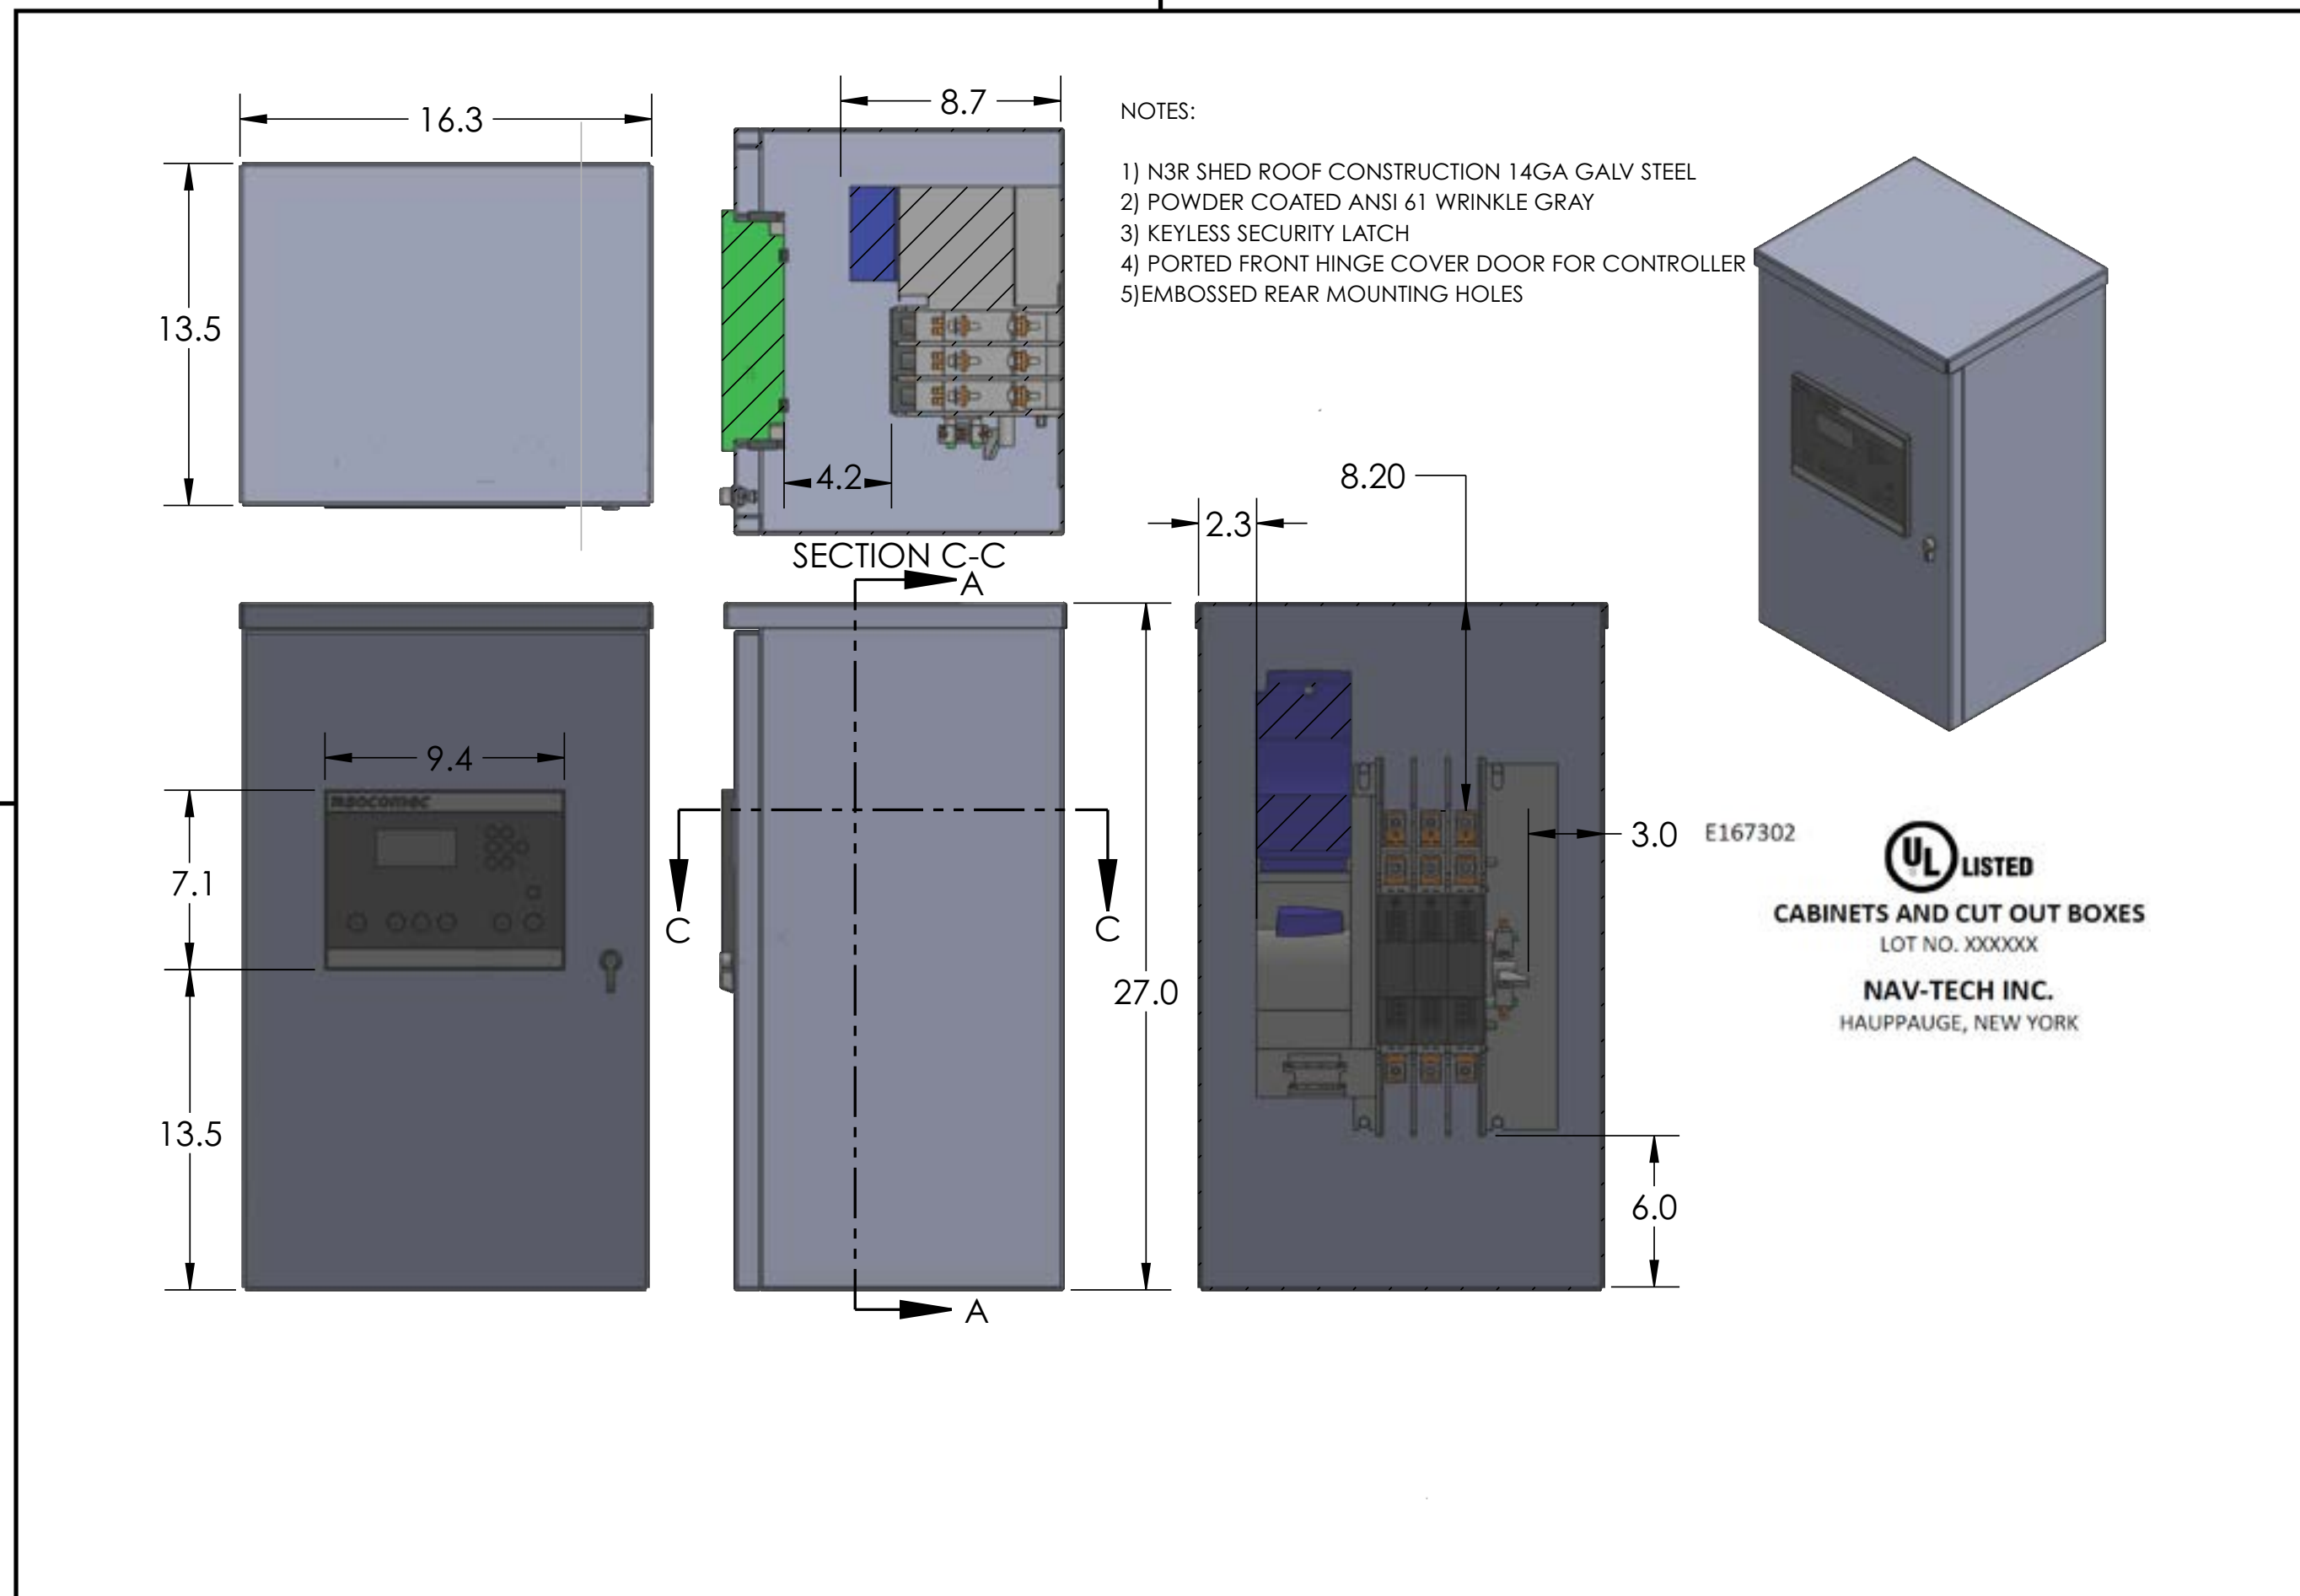 16.3
8.7
NOTES:
1) N3R SHED ROOF CONSTRUCTION 14GA GALV STEEL
2) POWDER COATED ANSI 61 WRINKLE GRAY
3) KEYLESS SECURITY LATCH
4) PORTED FRONT HINGE COVER DOOR FOR CONTROLLER
5)EMBOSSED REAR MOUNTING HOLES
13.5
4.2
8.20
2.3
SECTION C-C
A
9.4
7.1
C
C
3.0
E167302
UL LISTED
CABINETS AND CUT OUT BOXES
LOT NO. XXXXXX
NAV-TECH INC.
HAUPPAUGE, NEW YORK
27.0
13.5
6.0
A